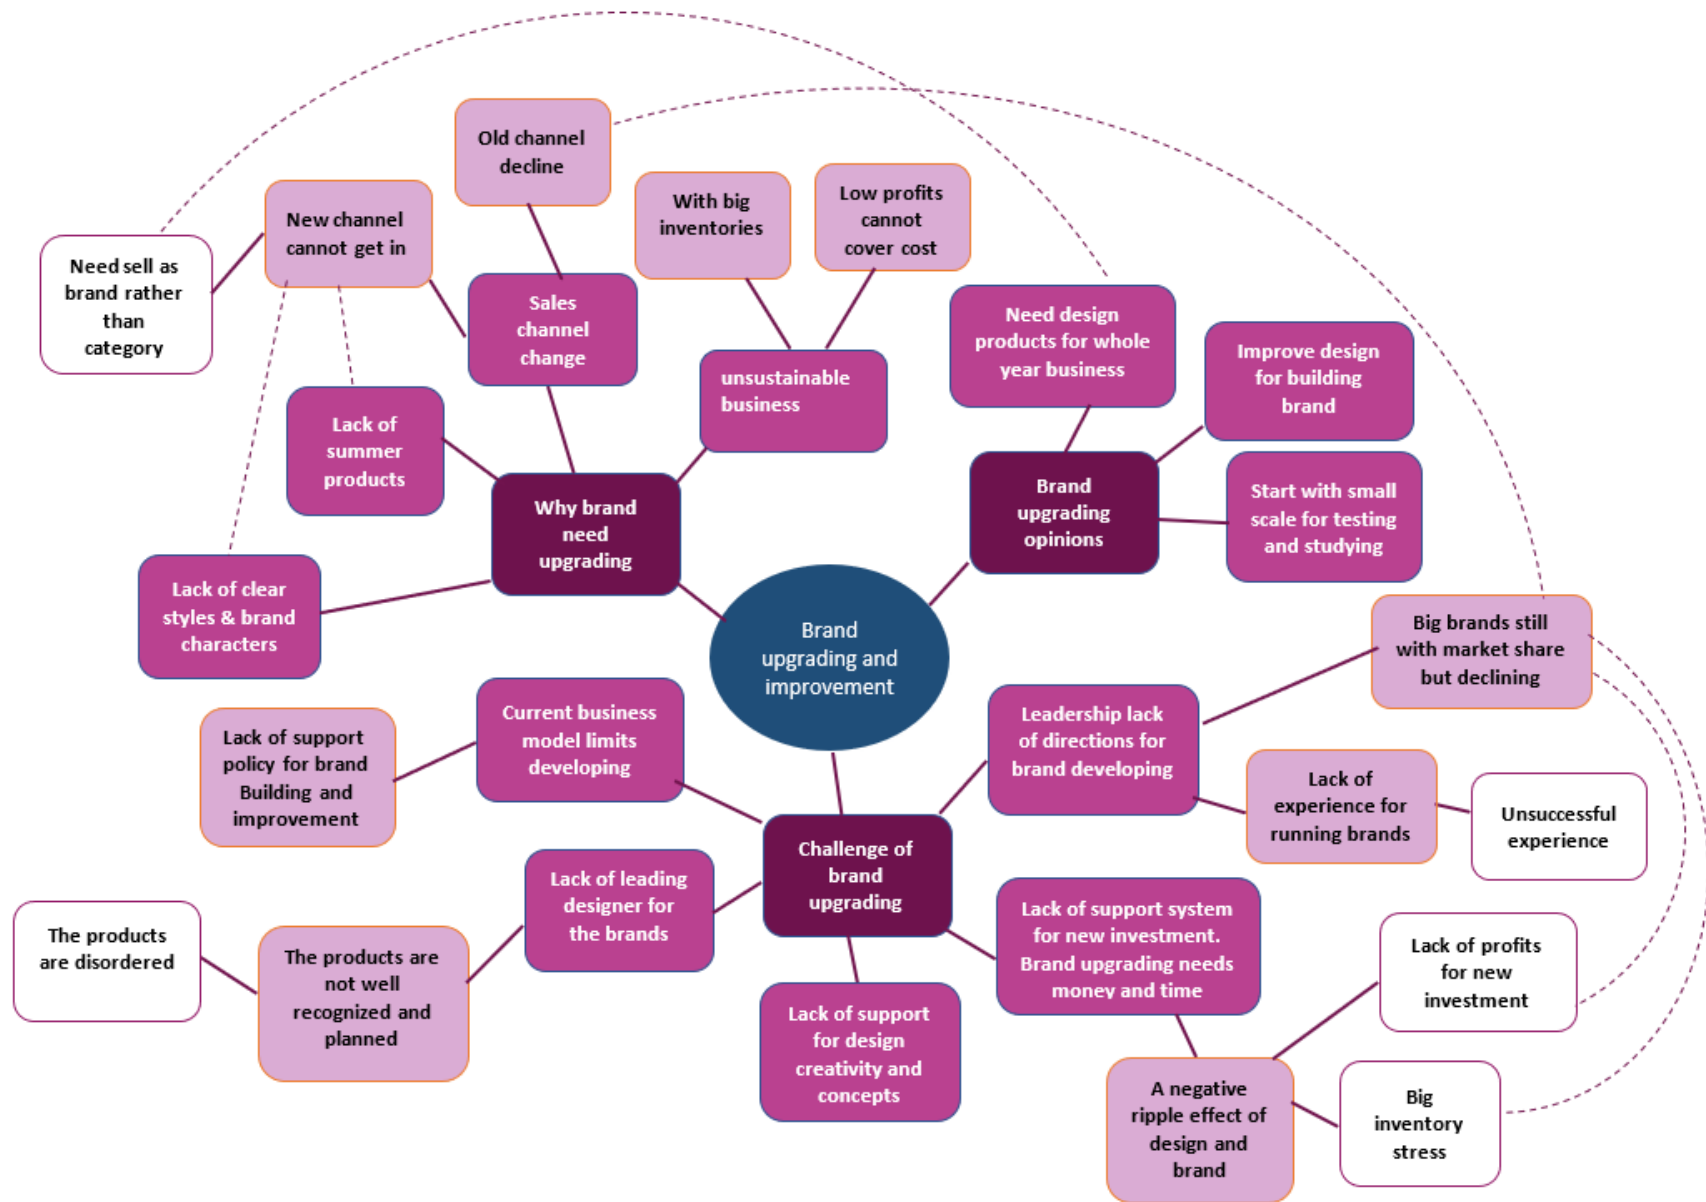 Old channel
decline
With big
inventories
Low profits
cannot
cover cost
New channel
cannot get in
Need sell as
brand rather
than
category
Sales
channel
change
unsustainable
business
Need design
products for whole
year business
Improve design
for building
brand
Lack of
summer
products
Why brand
need
upgrading
Brand
upgrading
opinions
Start with small
scale for testing
and studying
Lack of clear
styles & brand
characters
Brand
upgrading and
improvement
Big brands still
with market share
but declining
Current business
model limits
developing
Leadership lack
of directions for
brand developing
Lack of support
policy for brand
Building and
improvement
Lack of
experience for
running brands
Unsuccessful
experience
Challenge of
brand
upgrading
Lack of leading
designer for
the brands
Lack of support system
for new investment.
Brand upgrading needs
money and time
The products
are disordered
The products are
not well
recognized and
planned
Lack of profits
for new
investment
Lack of support
for design
creativity and
concepts
A negative
ripple effect of
design and
brand
Big
inventory
stress